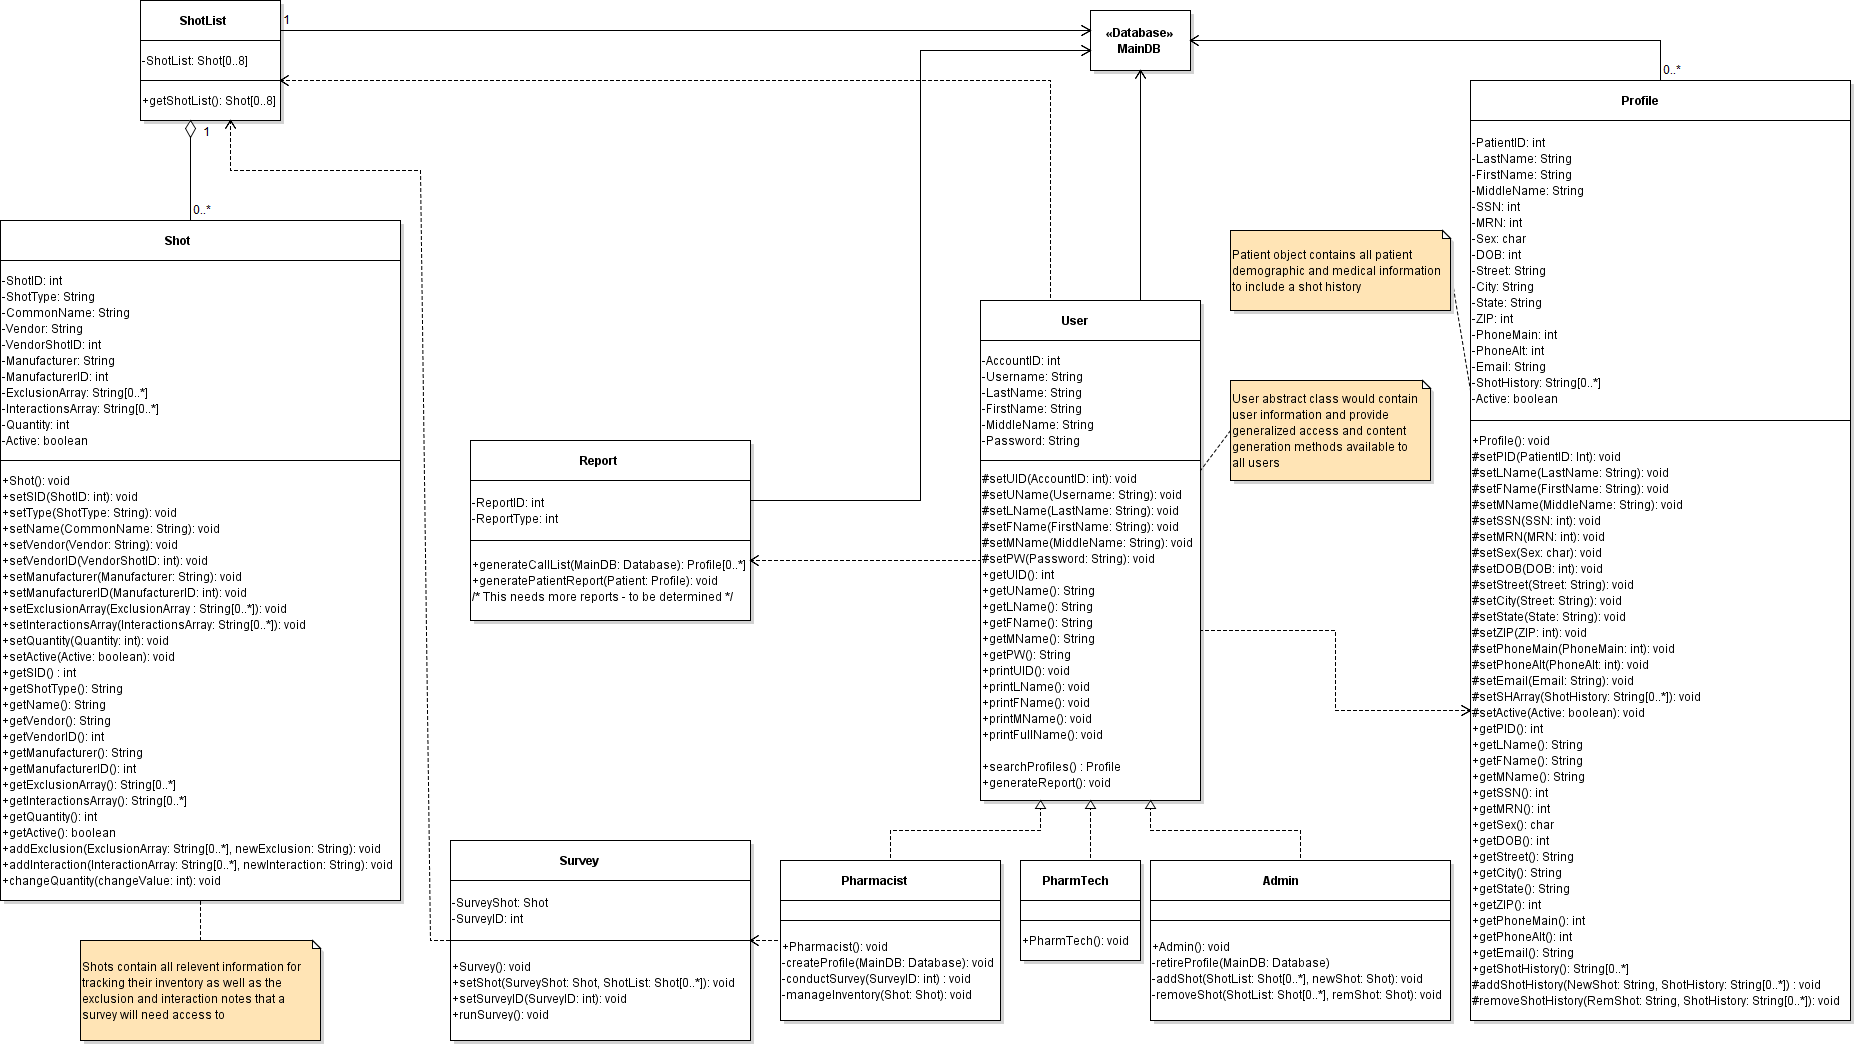 ShotList
-ShotList: Shot[0..8]
+getShotList(): Shot[0..8]
1
1
0..*
«Database»
MainDB
0..*
Shot
-ShotID: int
-ShotType: String
-CommonName: String
-Vendor: String
-VendorShotID: int
-Manufacturer: String
-ManufacturerID: int
-ExclusionArray: String[0..*]
-InteractionsArray: String[0..*]
-Quantity: int
-Active: boolean
+Shot(): void
+setSID(ShotID: int): void
+setType(ShotType: String): void
+setName(CommonName: String): void
+setVendor(Vendor: String): void
+setVendorID(VendorShotID: int): void
+setManufacturer(Manufacturer: String): void
+setManufacturerID(ManufacturerID: int): void
+setExclusionArray(ExclusionArray : String[0..*]): void
+setInteractionsArray(InteractionsArray: String[0..*]): void
+setQuantity(Quantity: int): void
+setActive(Active: boolean): void
+getSID() : int
+getShotType(): String
+getName(): String
+getVendor(): String
+getVendorID(): int
+getManufacturer(): String
+getManufacturerID(): int
+getExclusionArray(): String[0..*]
+getInteractionsArray(): String[0..*]
+getQuantity(): int
+getActive(): boolean
+addExclusion(ExclusionArray: String[0..*], newExclusion: String): void
+addInteraction(InteractionArray: String[0..*], newInteraction: String): void
+changeQuantity(changeValue: int): void
Shots contain all relevent information for
tracking their inventory as well as the
exclusion and interaction notes that a
survey will need access to
Report
-ReportID: int
-ReportType: int
+generateCallList(MainDB: Database): Profile[0..*]
+generatePatientReport(Patient: Profile): void
/* This needs more reports - to be determined */
Survey
-SurveyShot: Shot
-SurveyID: int
+Survey(): void
+setShot(SurveyShot: Shot, ShotList: Shot[0..*]): void
+setSurveyID(SurveyID: int): void
+runSurvey(): void
User
-AccountID: int
-Username: String
-LastName: String
-FirstName: String
-MiddleName: String
-Password: String
#setUID(AccountID: int): void
#setUName(Username: String): void
#setLName(LastName: String): void
#setFName(FirstName: String): void
#setMName(MiddleName: String): void
#setPW(Password: String): void
+getUID(): int
+getUName(): String
+getLName(): String
+getFName(): String
+getMName(): String
+getPW(): String
+printUID(): void
+printLName(): void
+printFName(): void
+printMName(): void
+printFullName(): void
+searchProfiles() : Profile
+generateReport(): void
Pharmacist
+Pharmacist(): void
-createProfile(MainDB: Database): void
-conductSurvey(SurveyID: int) : void
-manageInventory(Shot: Shot): void
PharmTech
+PharmTech(): void
Admin
+Admin(): void
-retireProfile(MainDB: Database)
-addShot(ShotList: Shot[0..*], newShot: Shot): void
-removeShot(ShotList: Shot[0..*], remShot: Shot): void
Patient object contains all patient
demographic and medical information
to include a shot history
User abstract class would contain
user information and provide
generalized access and content
generation methods available to
all users
Profile
-PatientID: int
-LastName: String
-FirstName: String
-MiddleName: String
-SSN: int
-MRN: int
-Sex: char
-DOB: int
-Street: String
-City: String
-State: String
-ZIP: int
-PhoneMain: int
-PhoneAlt: int
-Email: String
-ShotHistory: String[0..*]
-Active: boolean
+Profile(): void
#setPID(PatientID: Int): void
#setLName(LastName: String): void
#setFName(FirstName: String): void
#setMName(MiddleName: String): void
#setSSN(SSN: int): void
#setMRN(MRN: int): void
#setSex(Sex: char): void
#setDOB(DOB: int): void
#setStreet(Street: String): void
#setCity(Street: String): void
#setState(State: String): void
#setZIP(ZIP: int): void
#setPhoneMain(PhoneMain: int): void
#setPhoneAlt(PhoneAlt: int): void
#setEmail(Email: String): void
#setSHArray(ShotHistory: String[0..*]): void
#setActive(Active: boolean): void
+getPID(): int
+getLName(): String
+getFName(): String
+getMName(): String
+getSSN(): int
+getMRN(): int
+getSex(): char
+getDOB(): int
+getStreet(): String
+getCity(): String
+getState(): String
+getZIP(): int
+getPhoneMain(): int
+getPhoneAlt(): int
+getEmail(): String
+getShotHistory(): String[0..*]
#addShotHistory(NewShot: String, ShotHistory: String[0..*]) : void
#removeShotHistory(RemShot: String, ShotHistory: String[0..*]): void